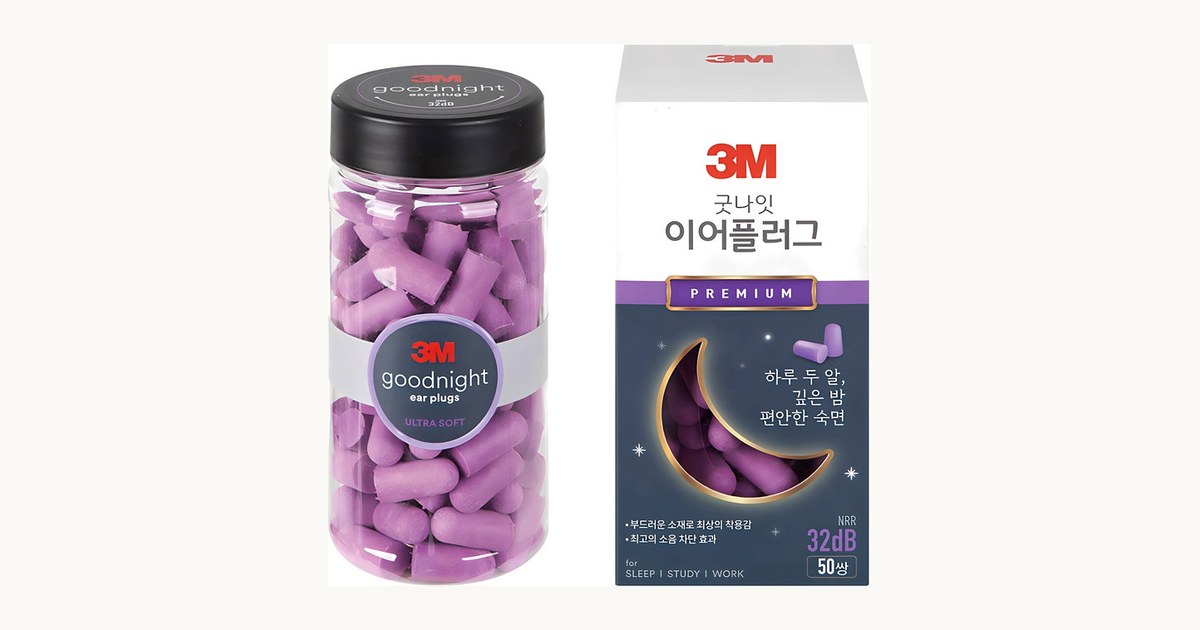 3M
goodnight
ear plugs
NRR
32dB
3M
goodnight
ear plugs
ULTRA SOFT
3M
3M
굿나잇
이어플러그
PREMIUM
하루 두 알,
깊은 밤
편안한 숙면
•부드러운 소재로 최상의 착용감
•최고의 소음 차단 효과
NRR
32dB
50쌍
for
SLEEP I STUDY I WORK